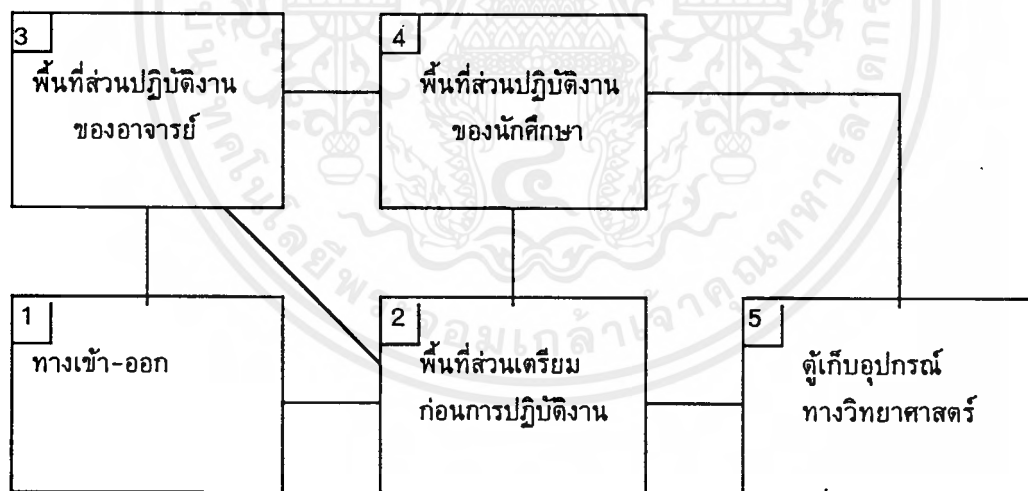 3
พื้นที่ส่วนปฏิบัติงาน
ของอาจารย์
4
พื้นที่ส่วนปฏิบัติงาน
ของนักศึกษา
1
ทางเข้า-ออก
2
พื้นที่ส่วนเตรียม
ก่อนการปฏิบัติงาน
5
ตู้เก็บอุปกรณ์
ทางวิทยาศาสตร์